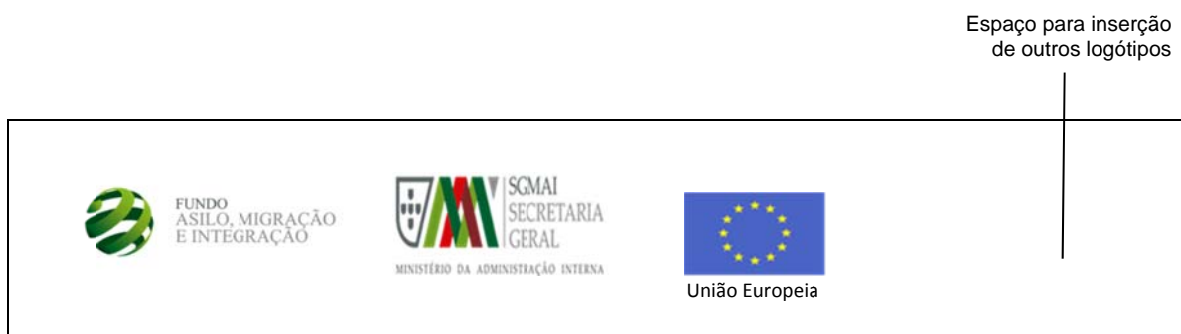 Espaço para inserção
de outros logótipos
FUNDO
ASILO, MIGRAÇÃO
E INTEGRAÇÃO
SGMAI
SECRETARIA
GERAL
MINISTÉRIO DA ADMINISTRAÇÃO INTERNA
União Europeia